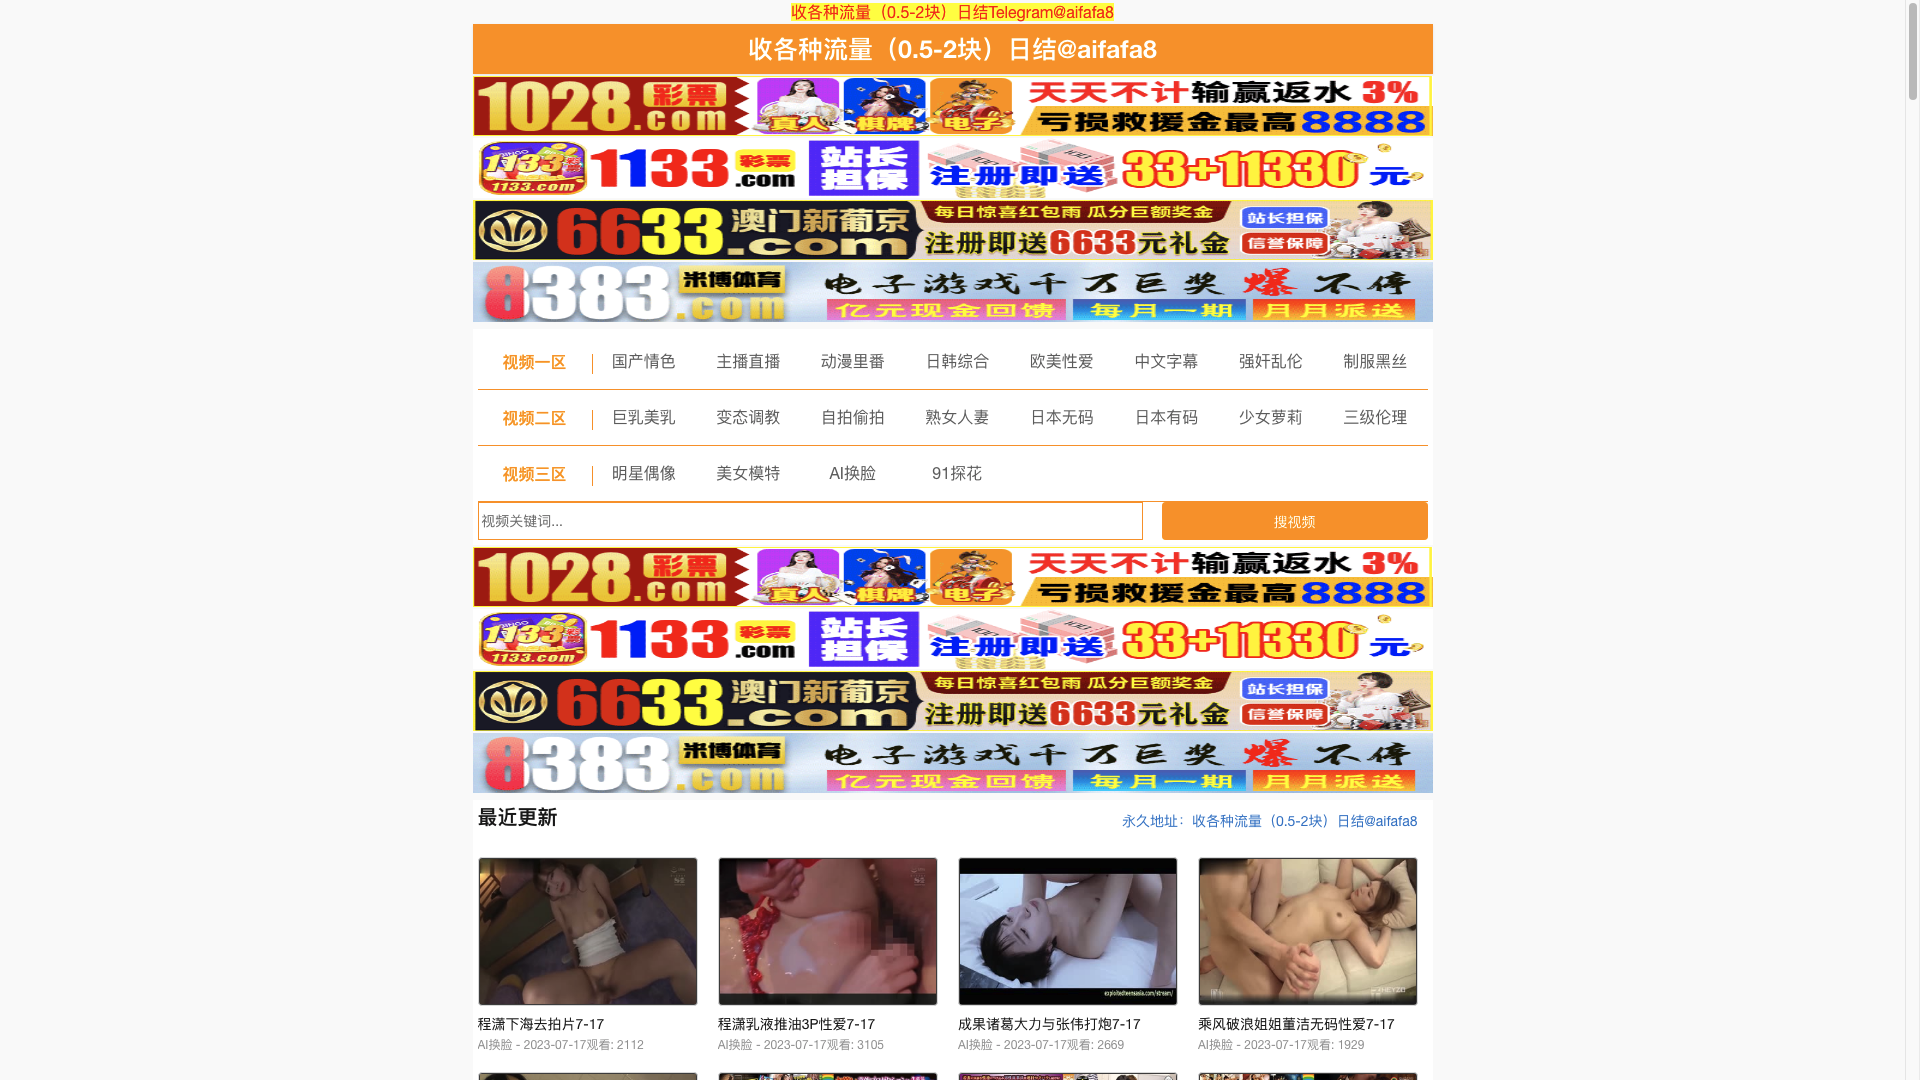 收各种流量（0.5-2块）日结Telegram@aifafa8
收各种流量（0.5-2块）日结@aifafa8
1028.com 彩票 真人 棋牌 电子 天天不计输赢返水 3%
亏损救援金最高8888
1133.com 1133.com 彩票 站长担保 注册即送 33+11330元
6633.com 澳门新葡京 每日惊喜红包雨 瓜分巨额奖金 站长担保
注册即送6633元礼金 信誉保障
8383.com 米博体育 电子游戏千万巨奖爆不停
亿元现金回馈 每月一期 月月派送
视频一区 国产情色 主播直播 动漫里番 日韩综合 欧美性爱 中文字幕 强奸乱伦 制服黑丝
视频二区 巨乳美乳 变态调教 自拍偷拍 熟女人妻 日本无码 日本有码 少女萝莉 三级伦理
视频三区 明星偶像 美女模特 AI换脸 91探花
视频关键词... 搜视频
1028.com 彩票 真人 棋牌 电子 天天不计输赢返水 3%
亏损救援金最高8888
1133.com 1133.com 彩票 站长担保 注册即送 33+11330元
6633.com 澳门新葡京 每日惊喜红包雨 瓜分巨额奖金 站长担保
注册即送6633元礼金 信誉保障
8383.com 米博体育 电子游戏千万巨奖爆不停
亿元现金回馈 每月一期 月月派送
最近更新 永久地址：收各种流量（0.5-2块）日结@aifafa8
程潇下海去拍片7-17 程潇乳液推油3P性爱7-17 成果诸葛大力与张伟打炮7-17 乘风破浪姐姐董洁无码性爱7-17
AI换脸 - 2023-07-17观看: 2112 AI换脸 - 2023-07-17观看: 3105 AI换脸 - 2023-07-17观看: 2669 AI换脸 - 2023-07-17观看: 1929